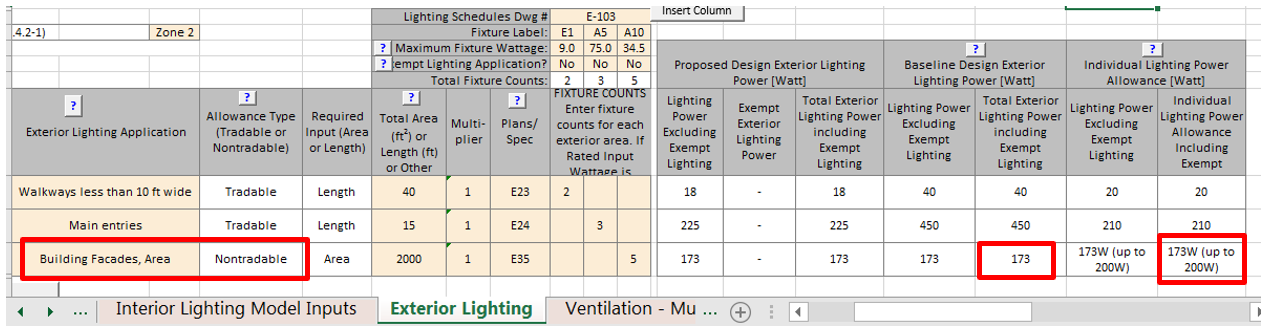 Insert Column
Lighting Schedules Dwg # E-103
,4.2-1) Zone 2 Fixture Label: E1 A5 A10
? Maximum Fixture Wattage: 9.0 75.0 34.5
? Exempt Lighting Application? No No No
Total Fixture Counts: 2 3 5
Proposed Design Exterior Lighting Power [Watt]
? Baseline Design Exterior Lighting Power [Watt]
? Individual Lighting Power Allowance [Watt]
? Exterior Lighting Application
? Allowance Type (Tradable or Nontradable)
Required Input (Area or Length)
? Total Area (ft²) or Length (ft) or Other
Multi-plier
? Plans/ Spec
FIXTURE COUNTS Enter fixture counts for each exterior area. If Rated Input Wattage is
Lighting Power Excluding Exempt Lighting
Exempt Exterior Lighting Power
Total Exterior Lighting Power including Exempt Lighting
Lighting Power Excluding Exempt Lighting
Total Exterior Lighting Power including Exempt Lighting
Lighting Power Excluding Exempt Lighting
Individual Lighting Power Allowance Including Exempt
Walkways less than 10 ft wide Tradable Length 40 1 E23 2 18 - 18 40 40 20 20
Main entries Tradable Length 15 1 E24 3 225 - 225 450 450 210 210
Building Facades, Area Nontradable Area 2000 1 E35 5 173 - 173 173 173 173W (up to 200W) 173W (up to 200W)
... Interior Lighting Model Inputs Exterior Lighting Ventilation - Mu ...